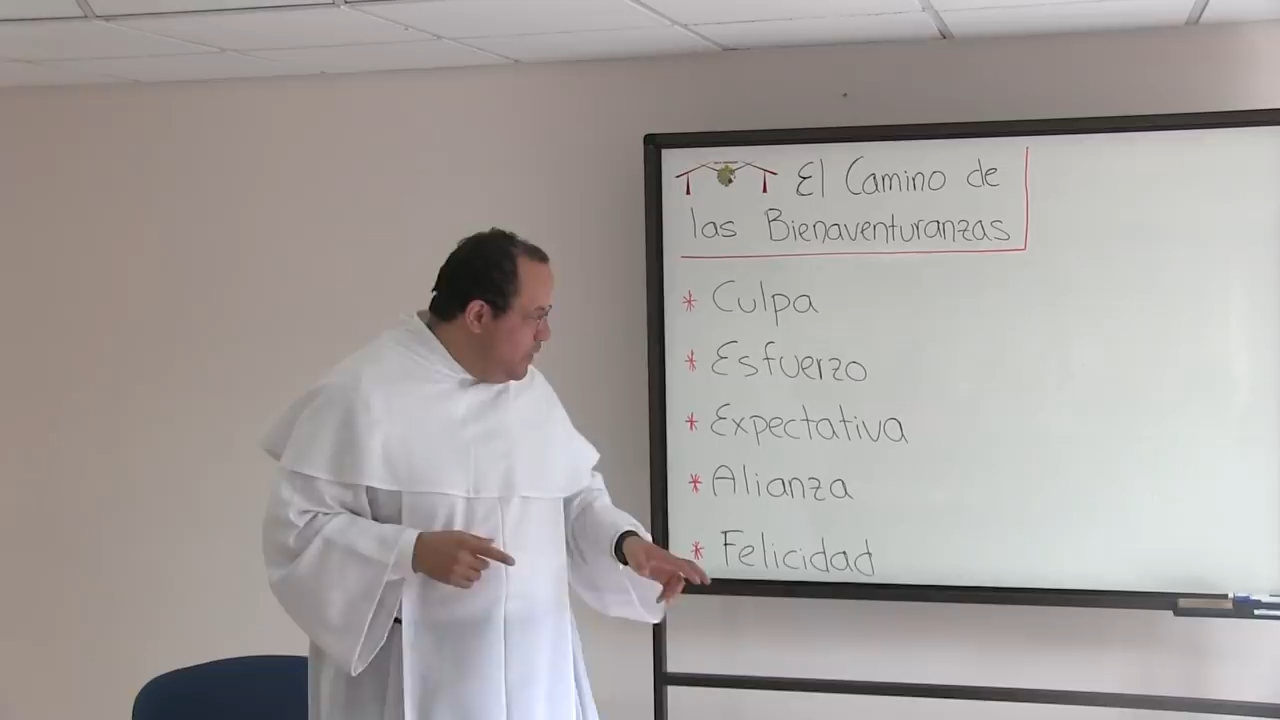 El Camino de
las Bienaventuranzas
* Culpa
* Esfuerzo
* Expectativa
* Alianza
* Felicidad